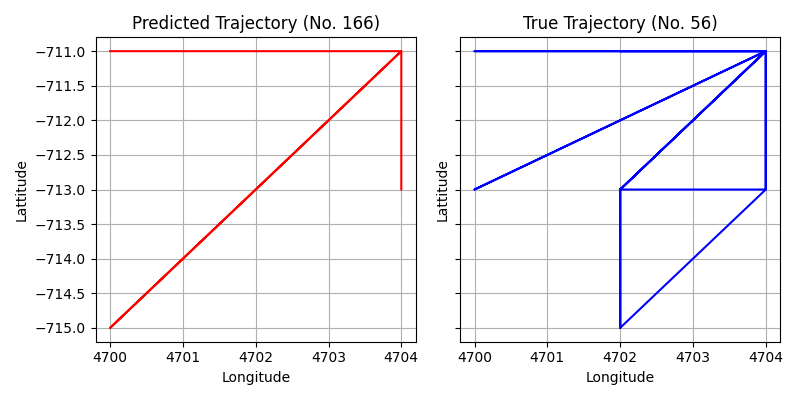 Predicted Trajectory (No. 166)
True Trajectory (No. 56)
−711.0
−711.5
−712.0
−712.5
−713.0
−713.5
−714.0
−714.5
−715.0
Lattitude
Lattitude
4700 4701 4702 4703 4704
4700 4701 4702 4703 4704
Longitude
Longitude